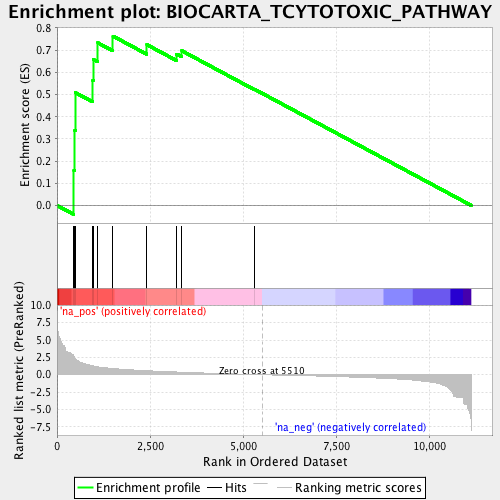 Enrichment plot: BIOCARTA_TCYTOTOXIC_PATHWAY
Enrichment score (ES)
0.8
0.7
0.6
0.5
0.4
0.3
0.2
0.1
0.0
10.0
7.5
5.0
2.5
0.0
-2.5
-5.0
-7.5
Ranked list metric (PreRanked)
'na_pos' (positively correlated)
Zero cross at 5510
'na_neg' (negatively correlated)
0
2,500
5,000
7,500
10,000
Rank in Ordered Dataset
Enrichment profile
Hits
Ranking metric scores